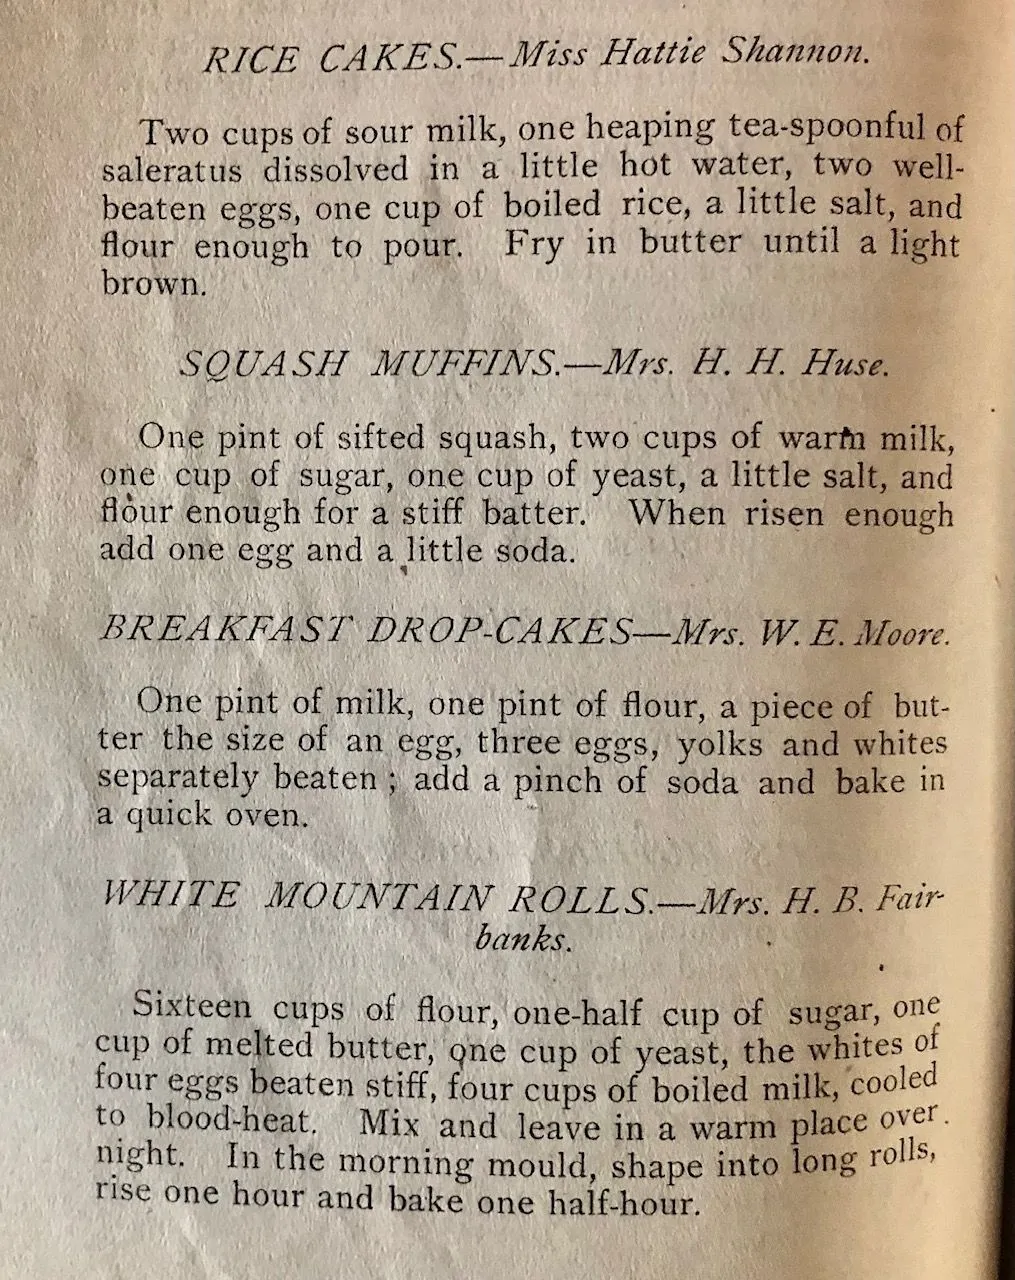 RICE CAKES.—Miss Hattie Shannon.
Two cups of sour milk, one heaping tea-spoonful of
saleratus dissolved in a little hot water, two well-
beaten eggs, one cup of boiled rice, a little salt, and
flour enough to pour. Fry in butter until a light
brown.
SQUASH MUFFINS.—Mrs. H. H. Huse.
One pint of sifted squash, two cups of warm milk,
one cup of sugar, one cup of yeast, a little salt, and
flour enough for a stiff batter. When risen enough
add one egg and a little soda.
BREAKFAST DROP-CAKES—Mrs. W. E. Moore.
One pint of milk, one pint of flour, a piece of but-
ter the size of an egg, three eggs, yolks and whites
separately beaten ; add a pinch of soda and bake in
a quick oven.
WHITE MOUNTAIN ROLLS.—Mrs. H. B. Fair-
banks.
Sixteen cups of flour, one-half cup of sugar, one
cup of melted butter, one cup of yeast, the whites of
four eggs beaten stiff, four cups of boiled milk, cooled
to blood-heat. Mix and leave in a warm place over
night. In the morning mould, shape into long rolls,
rise one hour and bake one half-hour.